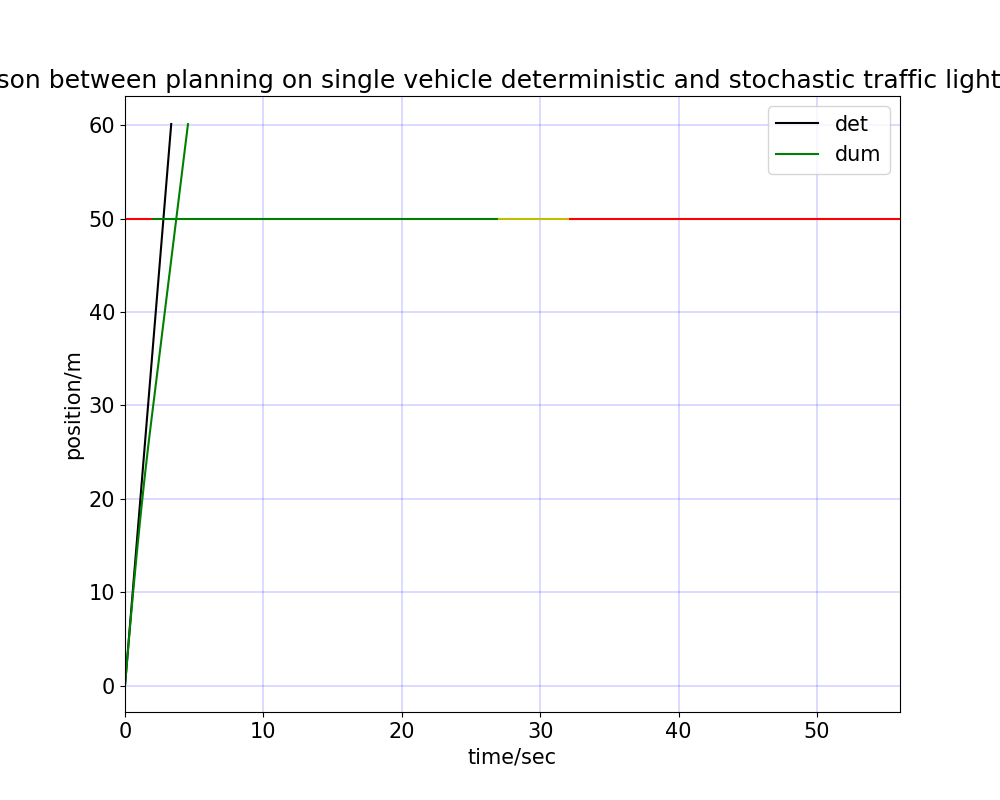 son between planning on single vehicle deterministic and stochastic traffic light
det
dum
60
50
40
30
20
10
0
position/m
0 10 20 30 40 50
time/sec